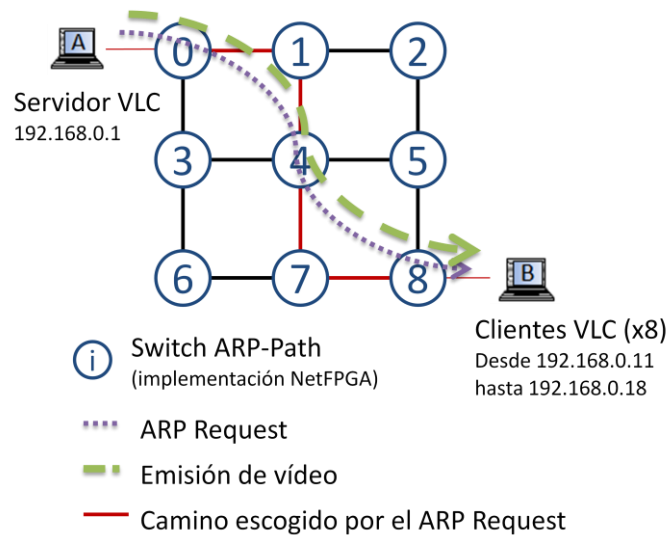 A
0
1
2
Servidor VLC
192.168.0.1
3
4
5
6
7
8
B
Clientes VLC (x8)
Desde 192.168.0.11
hasta 192.168.0.18
i
Switch ARP-Path
(implementación NetFPGA)
ARP Request
Emisión de vídeo
Camino escogido por el ARP Request